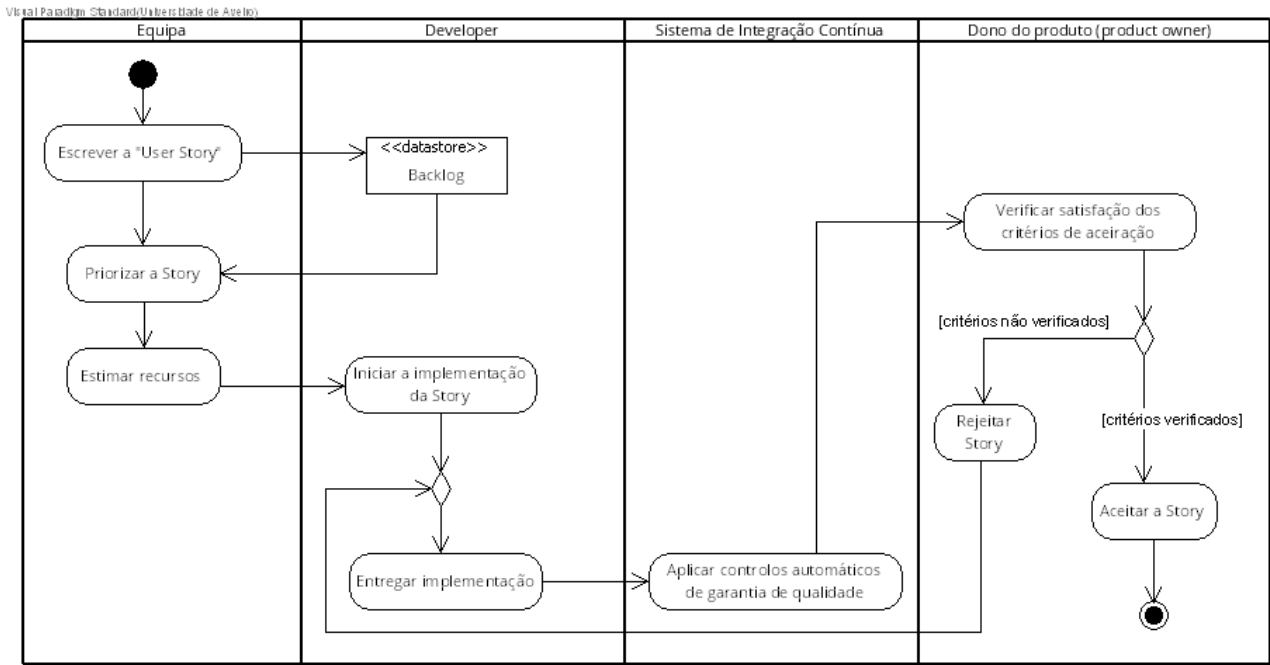 Visual Paradigm Standard(Universidade de Aveiro)
Equipa
Developer
Sistema de Integração Contínua
Dono do produto (product owner)
Escrever a "User Story"
<<datastore>>
Backlog
Verificar satisfação dos
critérios de aceiração
Priorizar a Story
[critérios não verificados]
Estimar recursos
Iniciar a implementação
da Story
Rejeitar
Story
[critérios verificados]
Aceitar a Story
Entregar implementação
Aplicar controlos automáticos
de garantia de qualidade